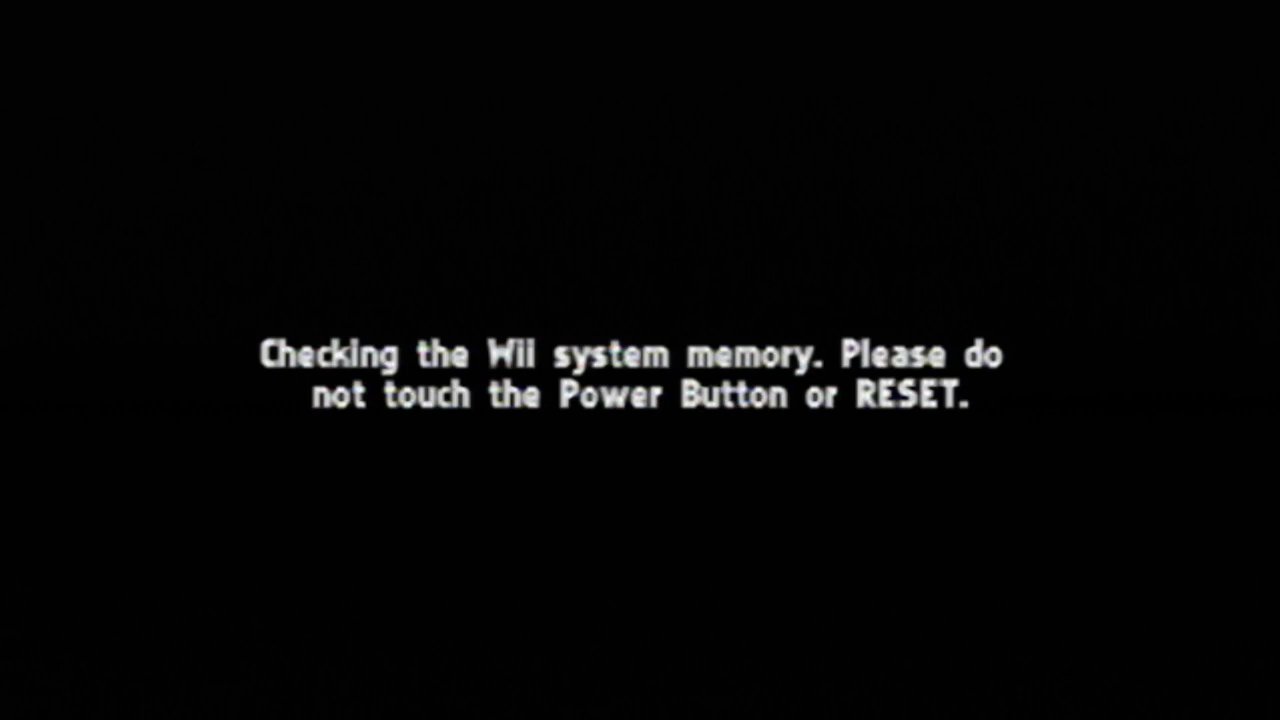 Checking the Wii system memory. Please do
not touch the Power Button or RESET.